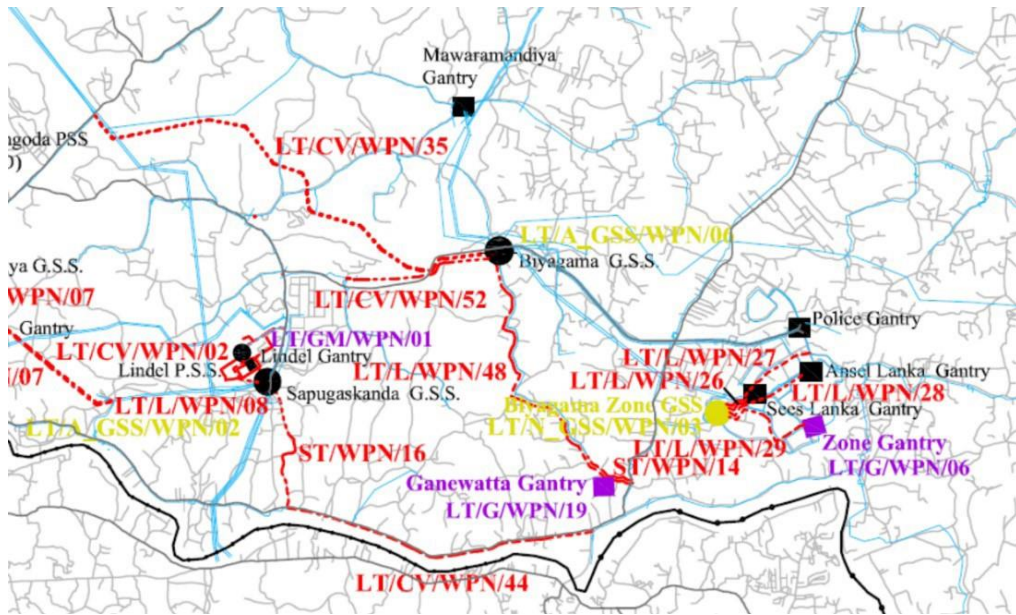 Mawaramandiya
Gantry
ngoda PSS
LT/CV/WPN/35
LT/A_GSS/WPN/06
Biyagama G.S.S.
ya G.S.S.
WPN/07
LT/CV/WPN/52
Gantry
LT/GM/WPN/01
LT/CV/WPN/02
Lindel Gantry
Lindel P.S.S.
Police Gantry
LT/L/WPN/27
Ansel Lanka Gantry
LT/L/WPN/48
LT/L/WPN/26
LT/L/WPN/28
/07
Sapugaskanda G.S.S.
LT/L/WPN/08
Biyagama Zone GSS
Sees Lanka Gantry
LT/A_GSS/WPN/02
LT/N_GSS/WPN/03
ST/WPN/16
LT/L/WPN/29
Zone Gantry
LT/G/WPN/06
ST/WPN/14
Ganewatta Gantry
LT/G/WPN/19
LT/CV/WPN/44